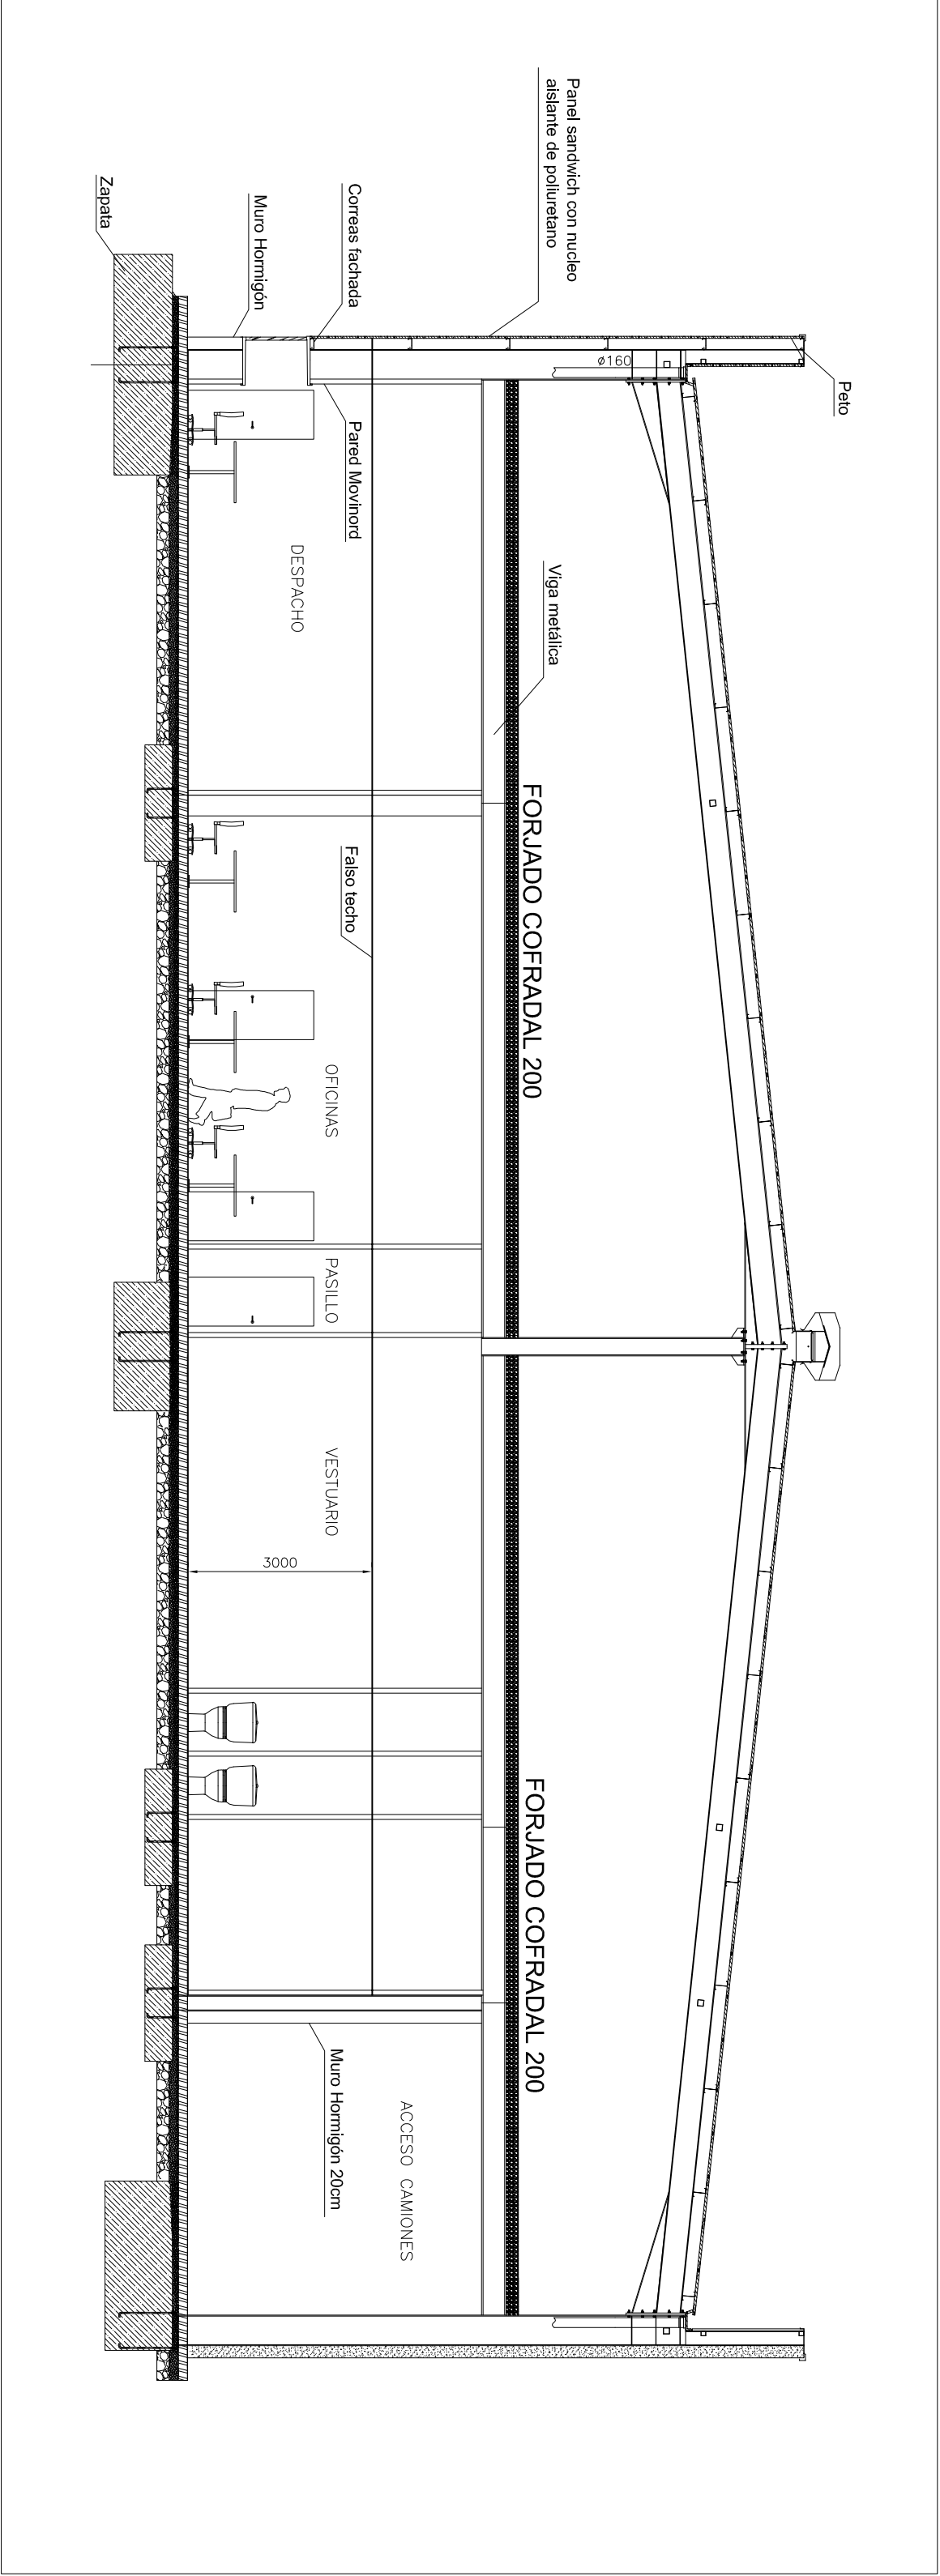 Panel sandwich con nucleo
aislante de poliuretano
Peto
Correas fachada
Muro Hormigón
Zapata
ø160
Pared Movinord
DESPACHO
Viga metálica
FORJADO COFRADAL 200
Falso techo
OFICINAS
PASILLO
VESTUARIO
3000
FORJADO COFRADAL 200
Muro Hormigón 20cm
ACCESO CAMIONES